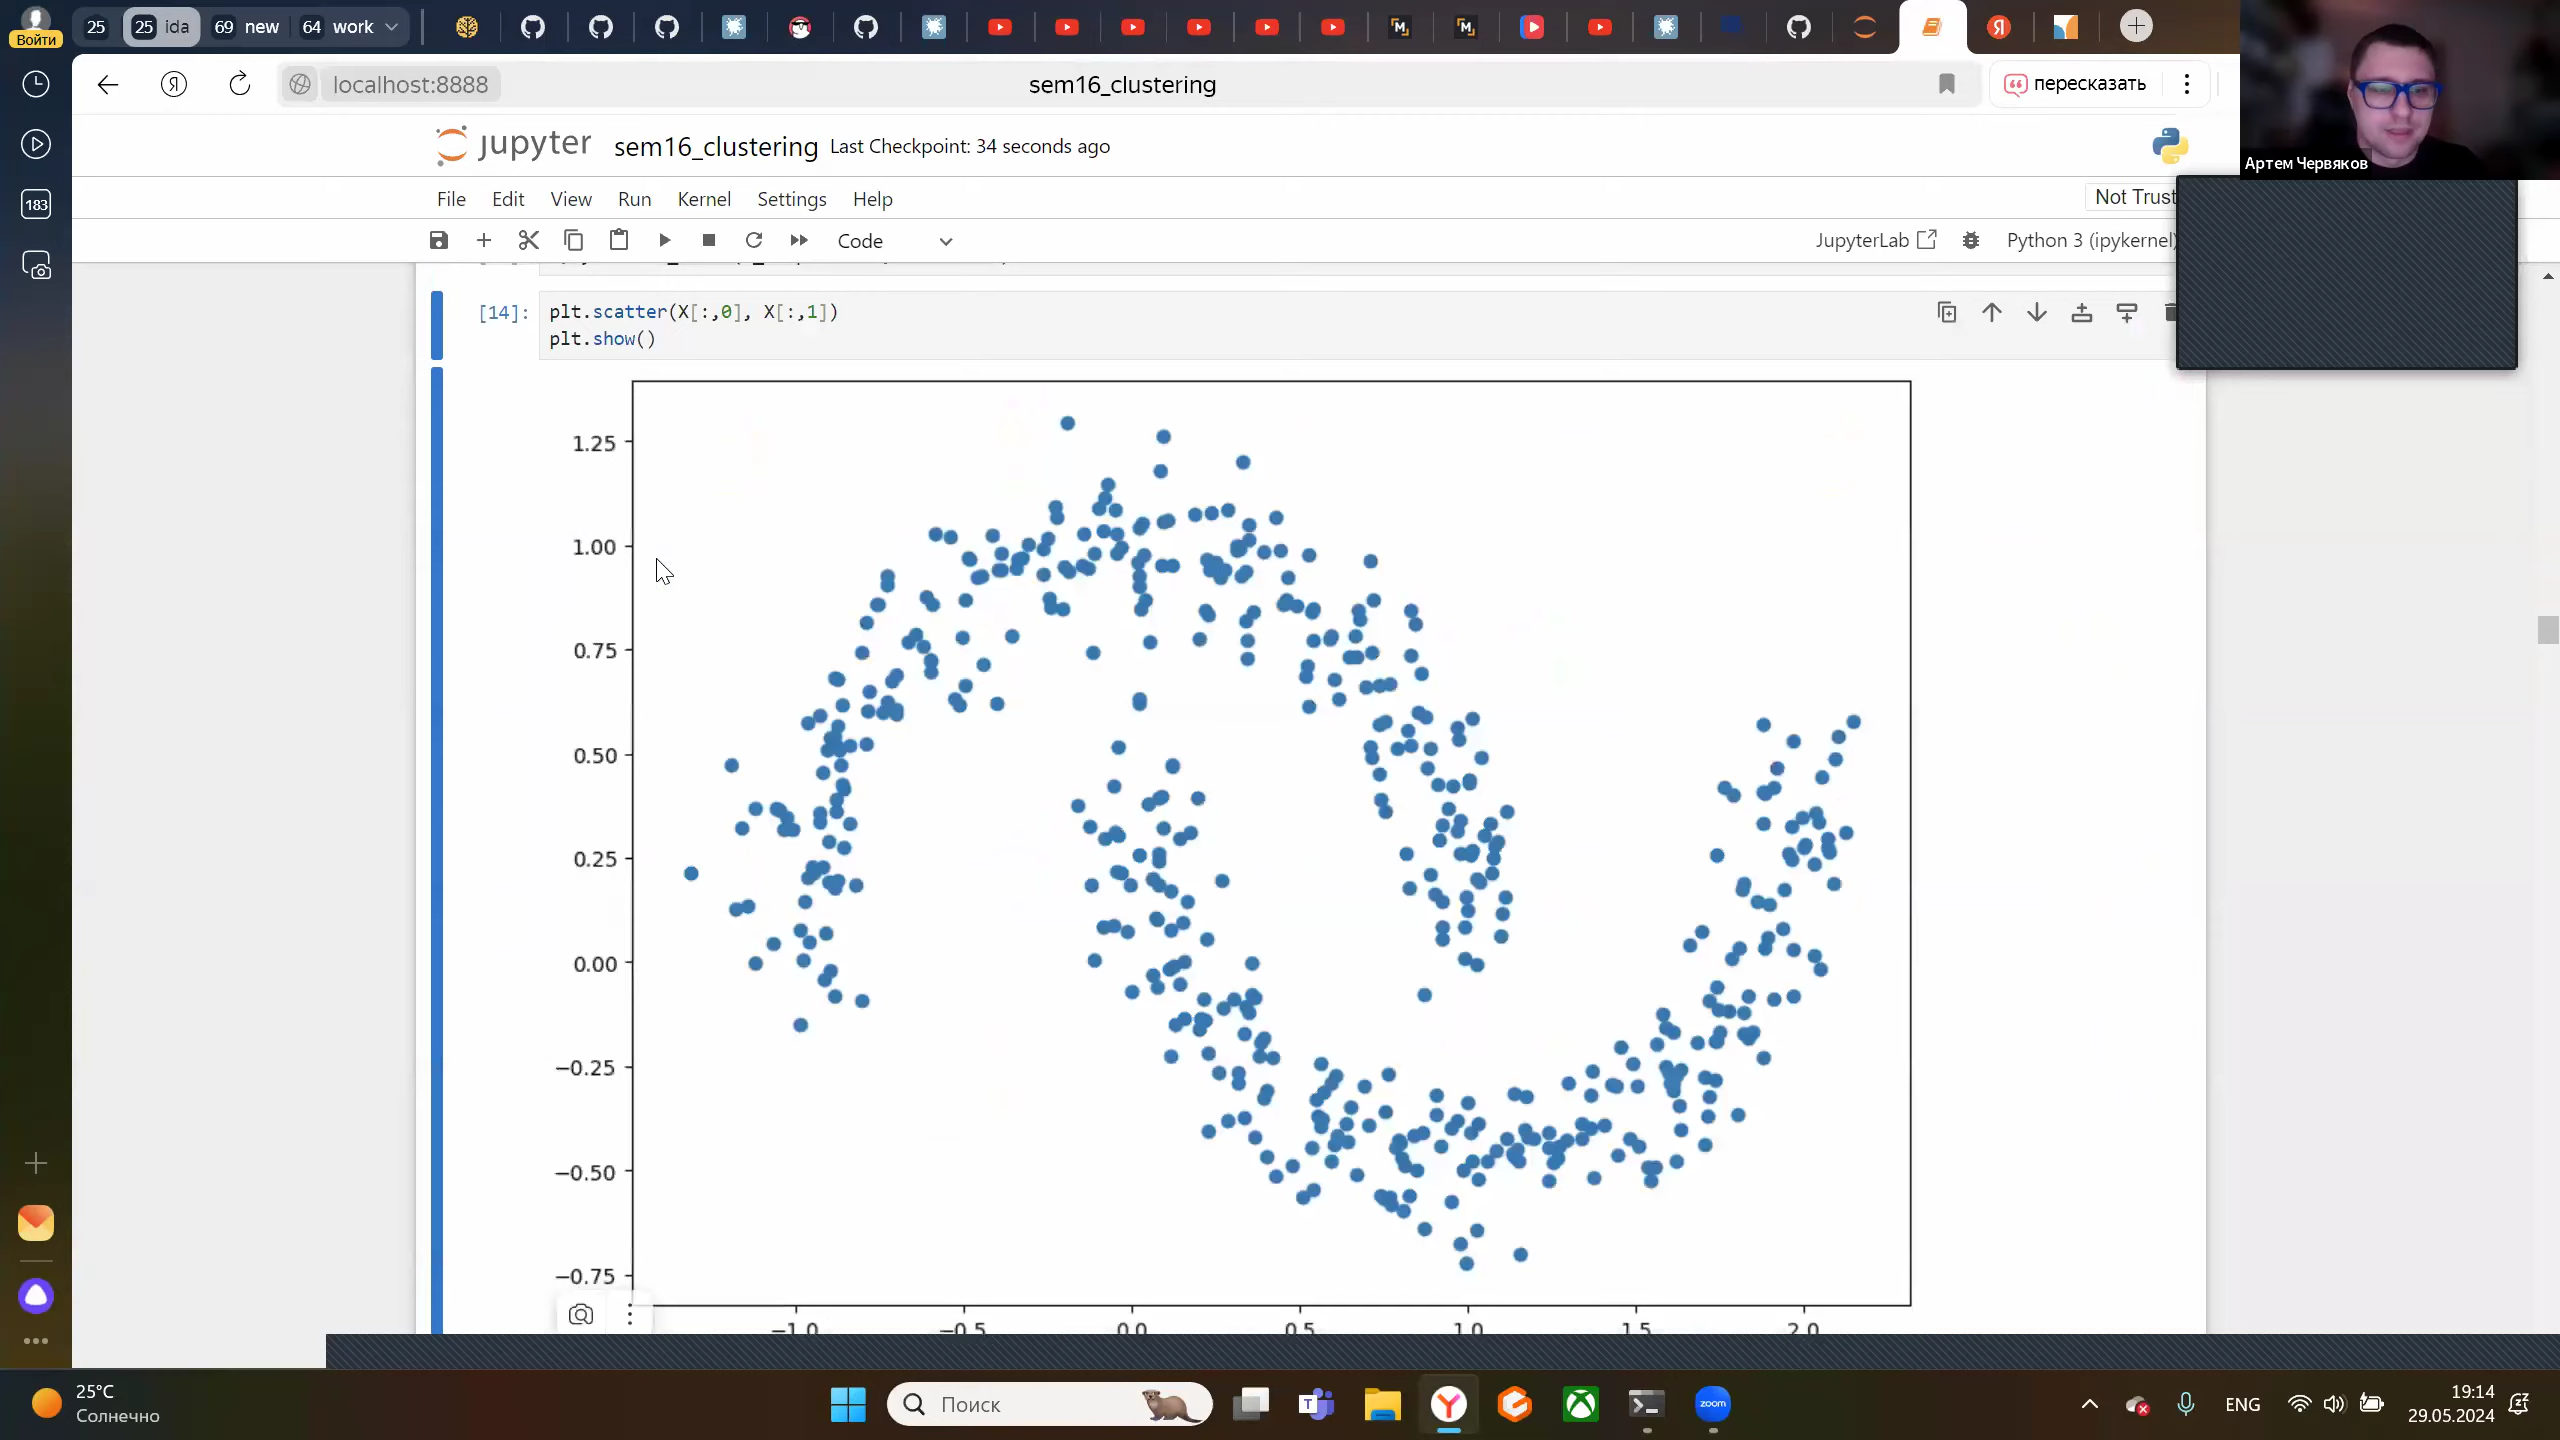 Войти
25
25 ida
69 new
64 work
localhost:8888
sem16_clustering
пересказать
Артем Червяков
183
jupyter
sem16_clustering
Last Checkpoint: 34 seconds ago
File
Edit
View
Run
Kernel
Settings
Help
Not Trust
Code
JupyterLab
Python 3 (ipykernel)
[14]:
plt.scatter(X[:,0], X[:,1])
plt.show()
1.25
1.00
0.75
0.50
0.25
0.00
−0.25
−0.50
−0.75
−1.0
−0.5
0.0
0.5
1.0
1.5
2.0
25°C
Солнечно
Поиск
zoom
ENG
19:14
29.05.2024